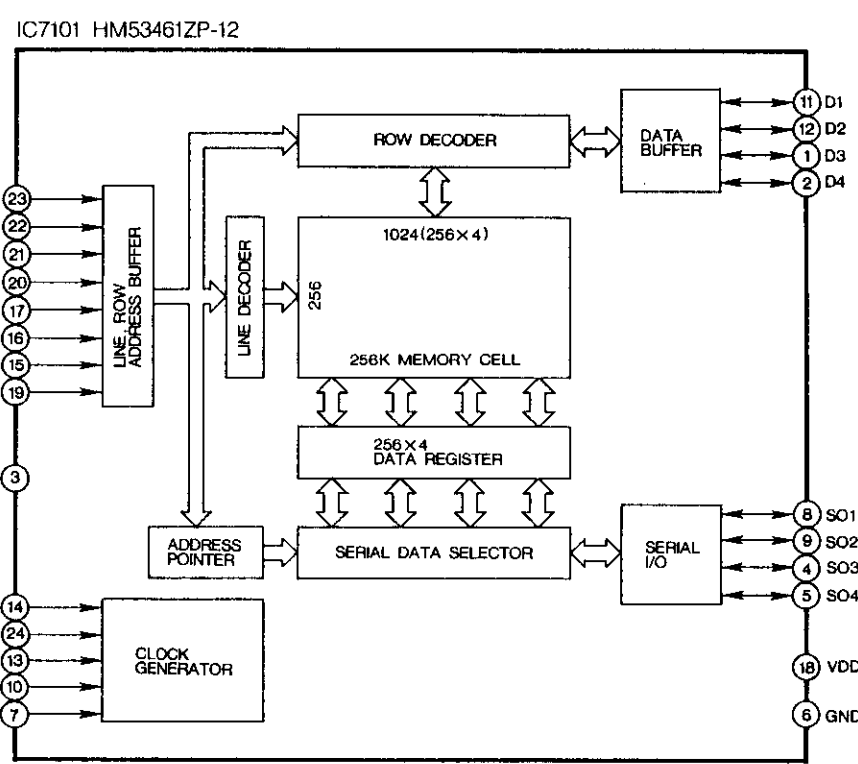 IC7101 HM53461ZP-12
ROW DECODER
DATA
BUFFER
11 D1
12 D2
1 D3
2 D4
23
22
21
20
17
16
15
19
LINE, ROW
ADDRESS BUFFER
LINE DECODER
1024(256×4)
256
256K MEMORY CELL
256×4
DATA REGISTER
3
ADDRESS
POINTER
SERIAL DATA SELECTOR
SERIAL
I/O
8 SO1
9 SO2
4 SO3
5 SO4
14
24
13
10
7
CLOCK
GENERATOR
18 VDD
6 GND